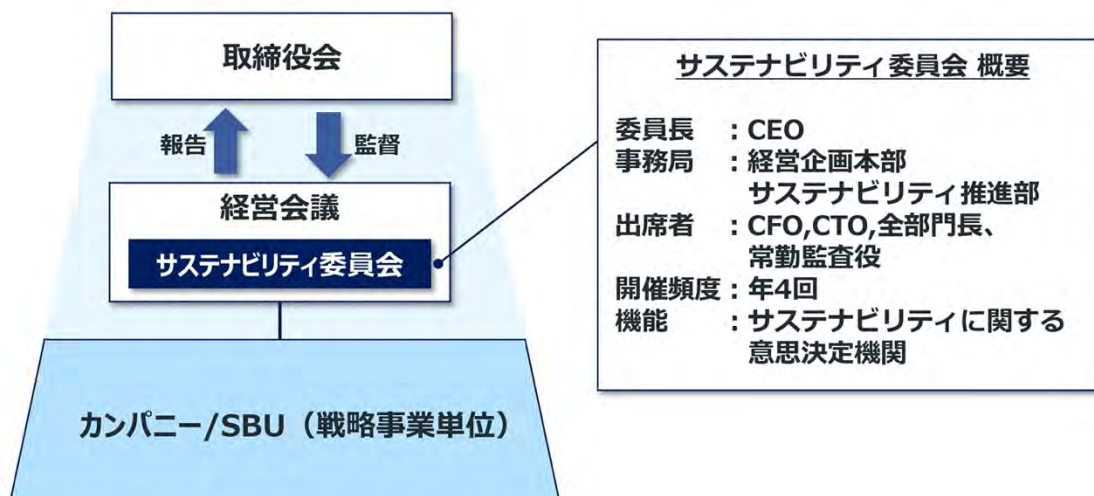 取締役会
報告
監督
経営会議
サステナビリティ委員会
カンパニー/SBU（戦略事業単位）
サステナビリティ委員会 概要
委員長　：CEO
事務局　：経営企画本部
サステナビリティ推進部
出席者　：CFO,CTO,全部門長、
常勤監査役
開催頻度：年4回
機能　　：サステナビリティに関する
意思決定機関